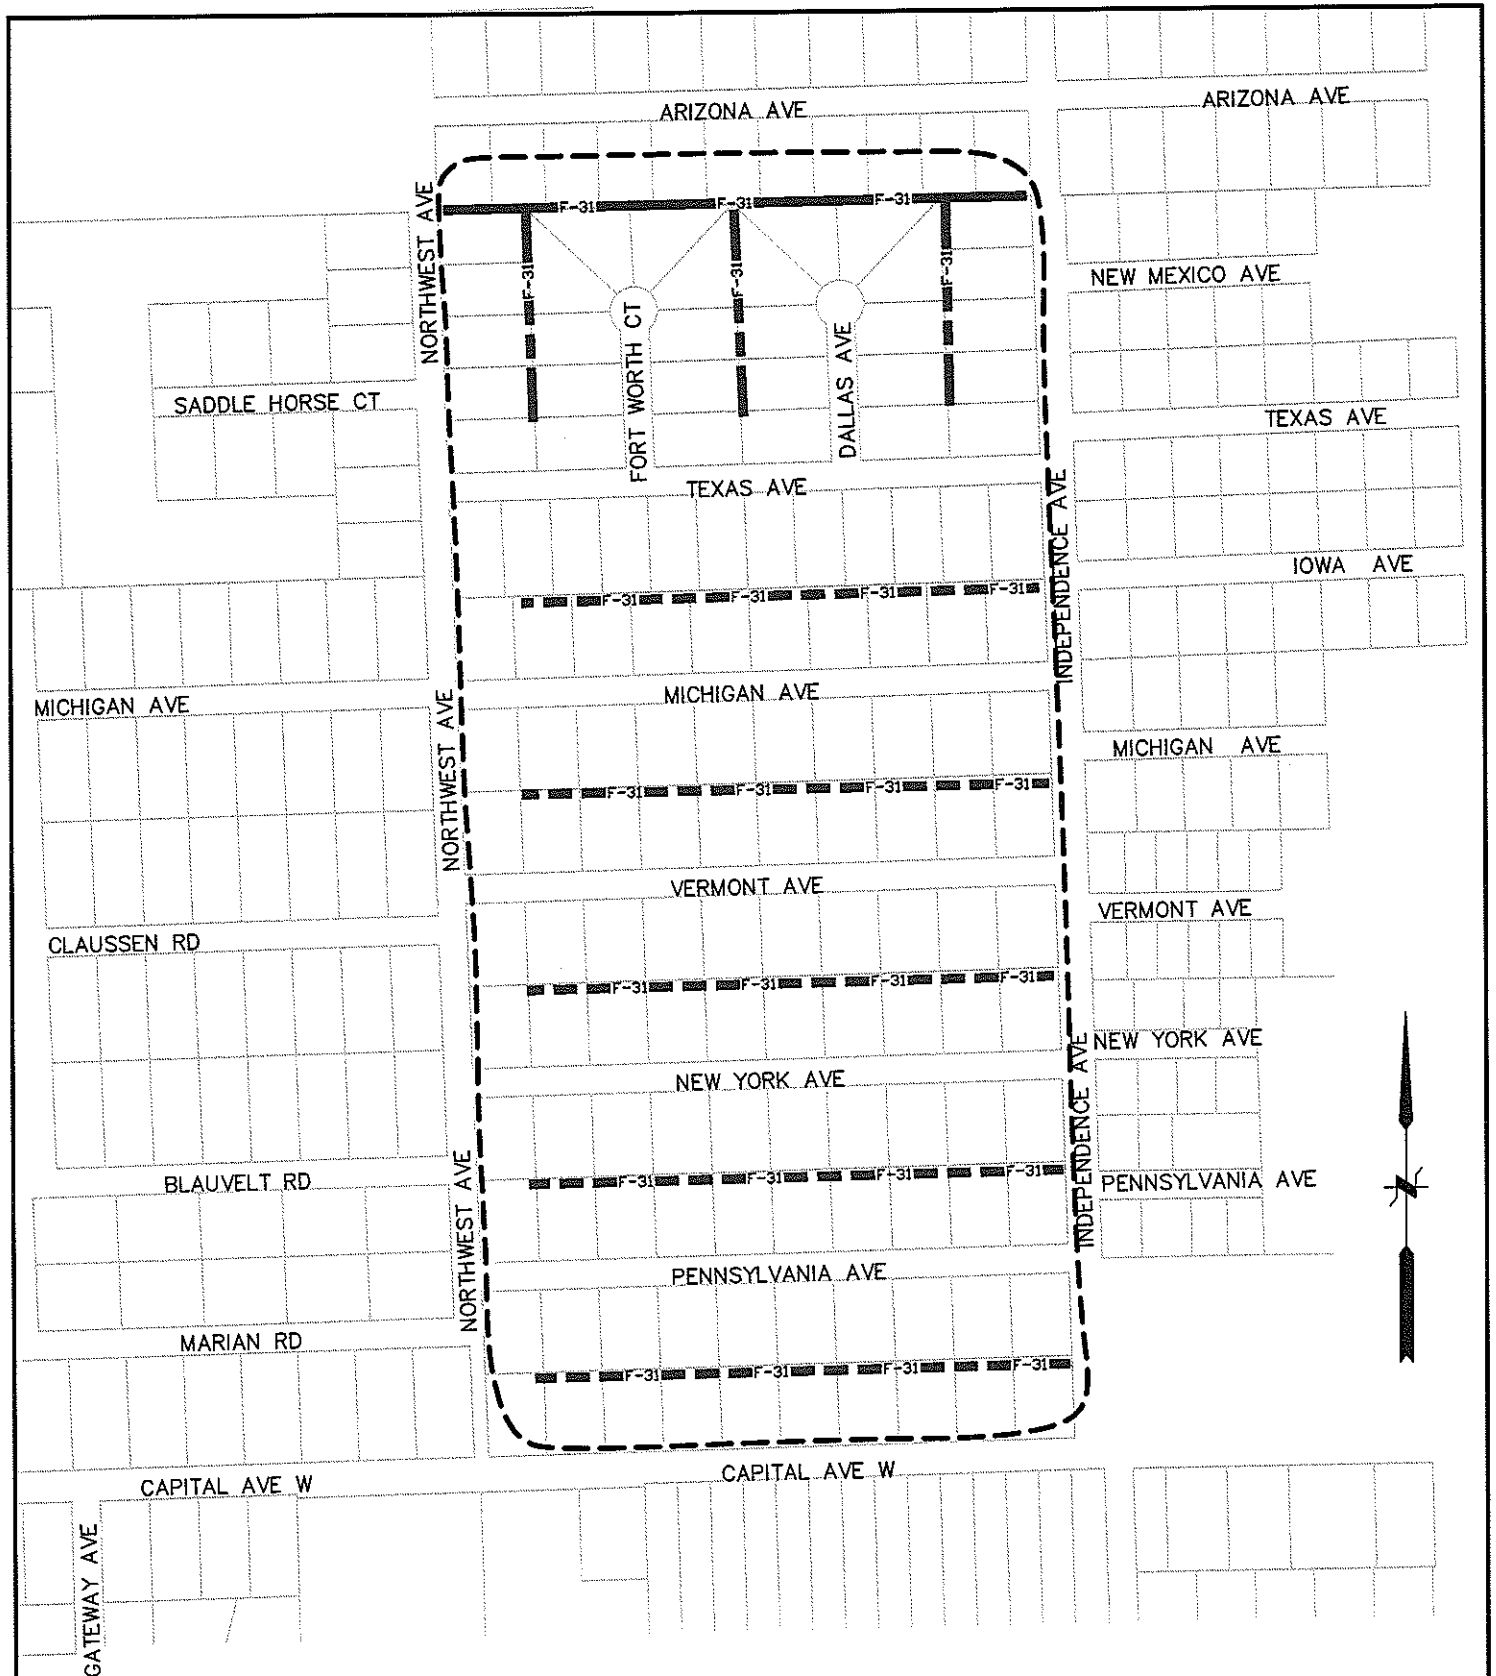 ARIZONA AVE
ARIZONA AVE
NORTHWEST AVE
F-31 F-31 F-31
F-31 F-31 F-31
NEW MEXICO AVE
FORT WORTH CT
DALLAS AVE
SADDLE HORSE CT
TEXAS AVE
TEXAS AVE
INDEPENDENCE AVE
IOWA AVE
F-31 F-31 F-31 F-31
MICHIGAN AVE
MICHIGAN AVE
MICHIGAN AVE
NORTHWEST AVE
F-31 F-31 F-31 F-31
VERMONT AVE
VERMONT AVE
CLAUSSEN RD
F-31 F-31 F-31 F-31
NEW YORK AVE
NEW YORK AVE
INDEPENDENCE AVE
BLAUVELT RD
NORTHWEST AVE
F-31 F-31 F-31 F-31
PENNSYLVANIA AVE
PENNSYLVANIA AVE
N
MARIAN RD
F-31 F-31 F-31 F-31
CAPITAL AVE W
CAPITAL AVE W
GATEWAY AVE